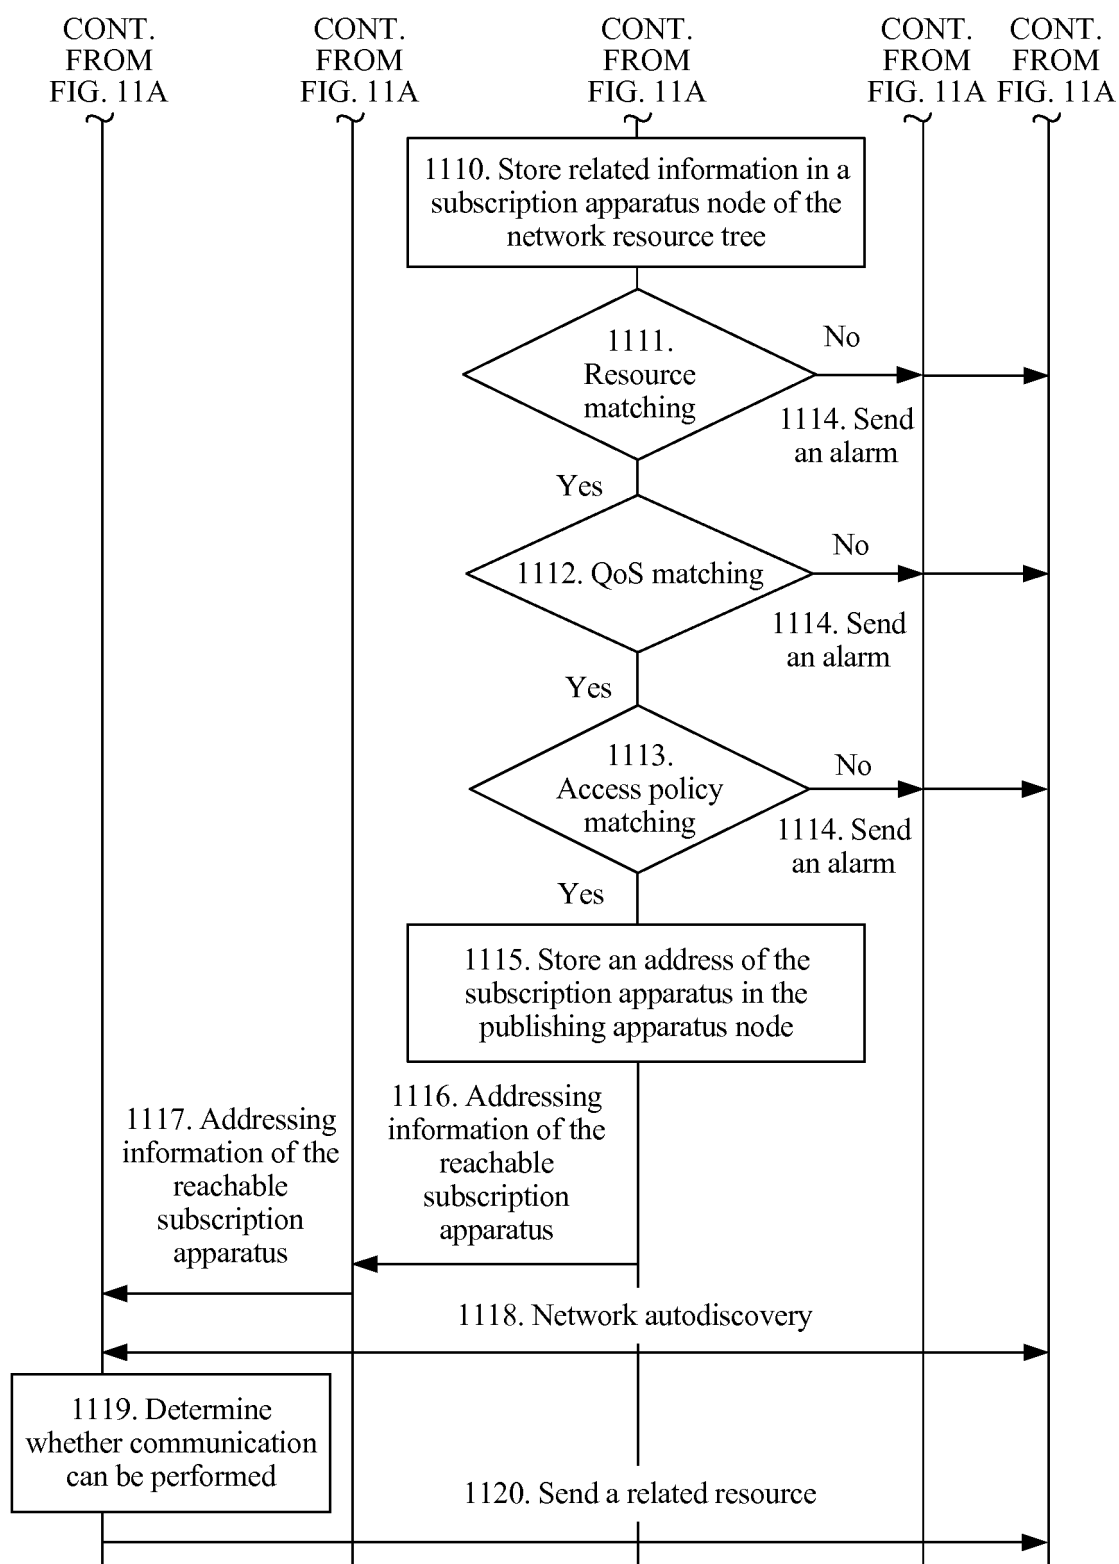 CONT.
FROM
FIG. 11A
CONT.
FROM
FIG. 11A
CONT.
FROM
FIG. 11A
CONT.
FROM
FIG. 11A
CONT.
FROM
FIG. 11A
1110. Store related information in a
subscription apparatus node of the
network resource tree
1111.
Resource
matching
No
1114. Send
an alarm
Yes
1112. QoS matching
No
1114. Send
an alarm
Yes
1113.
Access policy
matching
No
1114. Send
an alarm
Yes
1115. Store an address of the
subscription apparatus in the
publishing apparatus node
1116. Addressing
information of the
reachable
subscription
apparatus
1117. Addressing
information of the
reachable
subscription
apparatus
1118. Network autodiscovery
1119. Determine
whether communication
can be performed
1120. Send a related resource